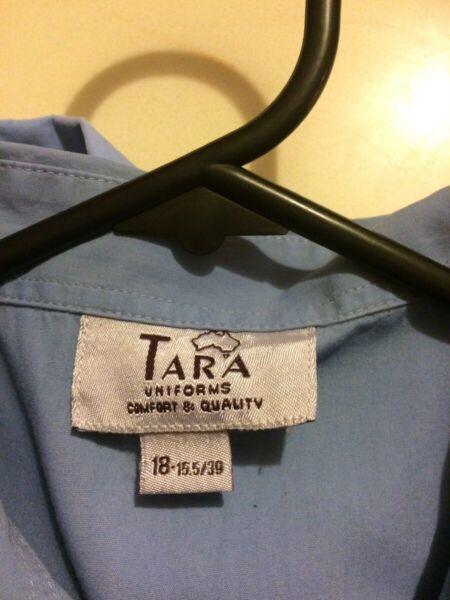 TARA
UNIFORMS
COMFORT & QUALITY
18-15.5/39